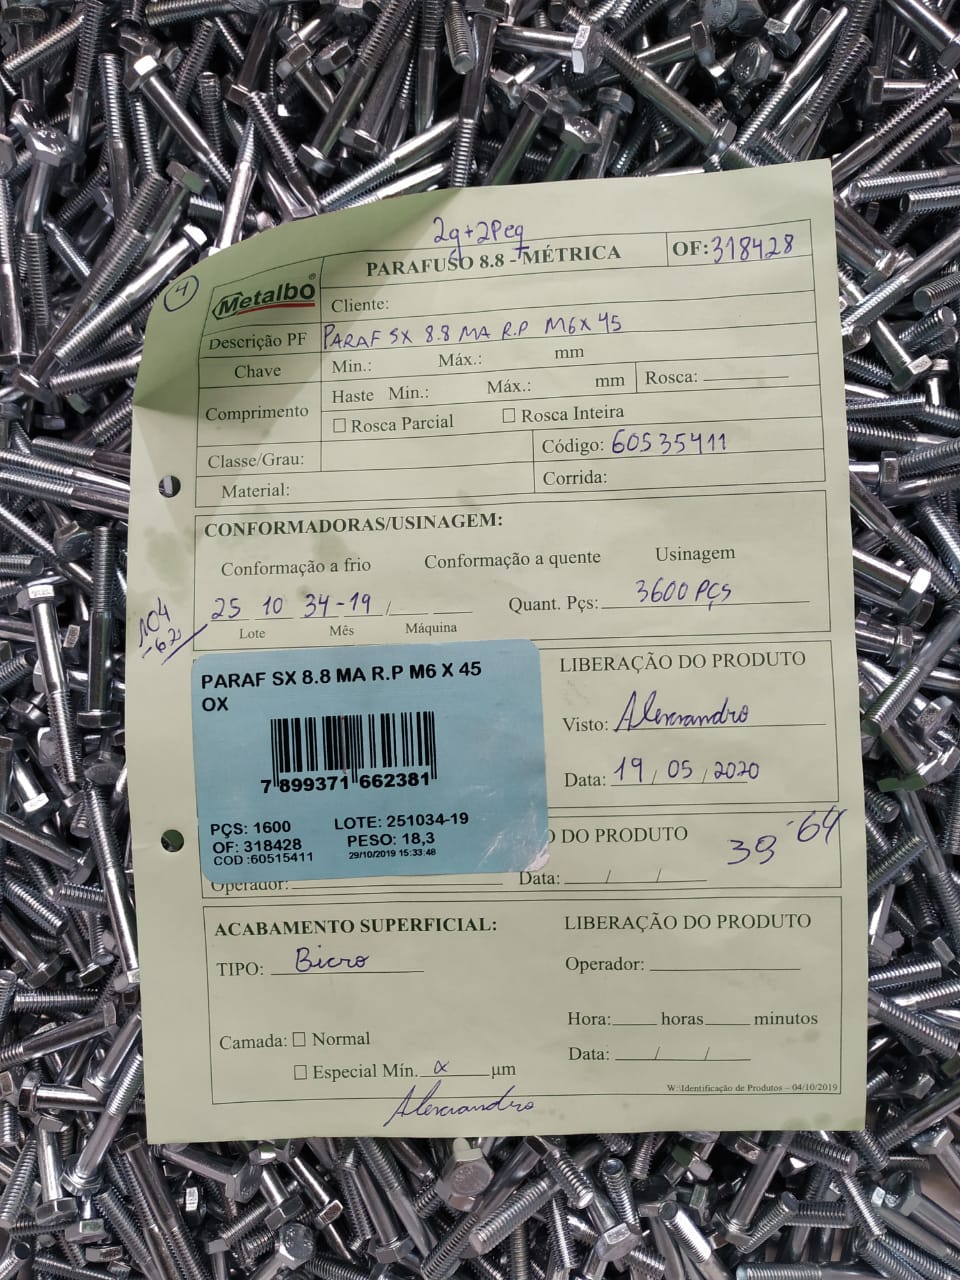 2g+2Peq
4
Metalbo®
PARAFUSO 8.8 - MÉTRICA
OF: 318428
Cliente:
Descrição PF PARAF SX 8.8 MA R.P M6X45
Chave Min.: Máx.: mm
Comprimento
Haste Min.: Máx.: mm Rosca:
☐ Rosca Parcial ☐ Rosca Inteira
Classe/Grau: Código: 60535411
Material: Corrida:
CONFORMADORAS/USINAGEM:
Conformação a frio Conformação a quente Usinagem
104
-62
25 10 34-19 / Quant. Pçs: 3600 PÇS
Lote Mês Máquina
PARAF SX 8.8 MA R.P M6 X 45
OX
7 899371 662381
PÇS: 1600 LOTE: 251034-19
OF: 318428 PESO: 18,3
COD :60515411 29/10/2019 15:33:48
LIBERAÇÃO DO PRODUTO
Visto: Alexsandro
Data: 19/05/2020
O DO PRODUTO
39-64
Operador: Data: / /
ACABAMENTO SUPERFICIAL: LIBERAÇÃO DO PRODUTO
TIPO: Bicro Operador:
Hora: horas minutos
Camada: ☐ Normal
Data: / /
☐ Especial Mín. μm
W:\Identificação de Produtos – 04/10/2019
Alexsandro